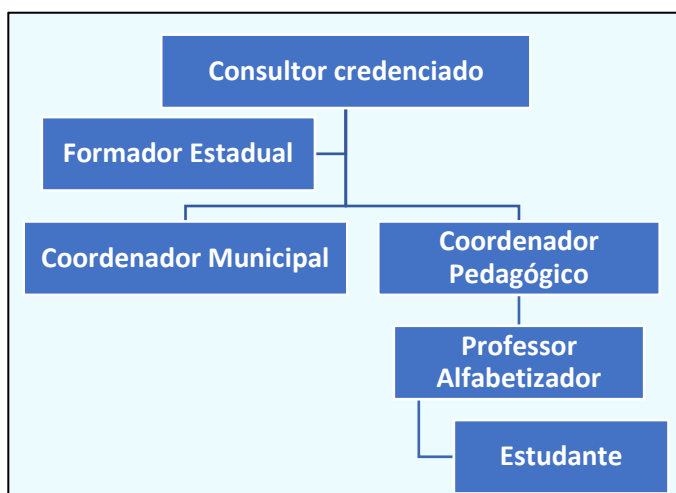 Consultor credenciado
Formador Estadual
Coordenador Municipal
Coordenador
Pedagógico
Professor
Alfabetizador
Estudante